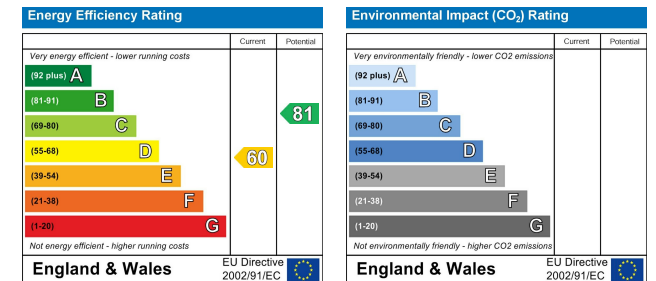 Energy Efficiency Rating
Current Potential
Very energy efficient - lower running costs
(92 plus) A
(81-91) B
81
(69-80) C
(55-68) D
60
(39-54) E
(21-38) F
(1-20) G
Not energy efficient - higher running costs
England & Wales
EU Directive
2002/91/EC
Environmental Impact (CO₂) Rating
Current Potential
Very environmentally friendly - lower CO2 emissions
(92 plus) A
(81-91) B
(69-80) C
(55-68) D
(39-54) E
(21-38) F
(1-20) G
Not environmentally friendly - higher CO2 emissions
England & Wales
EU Directive
2002/91/EC